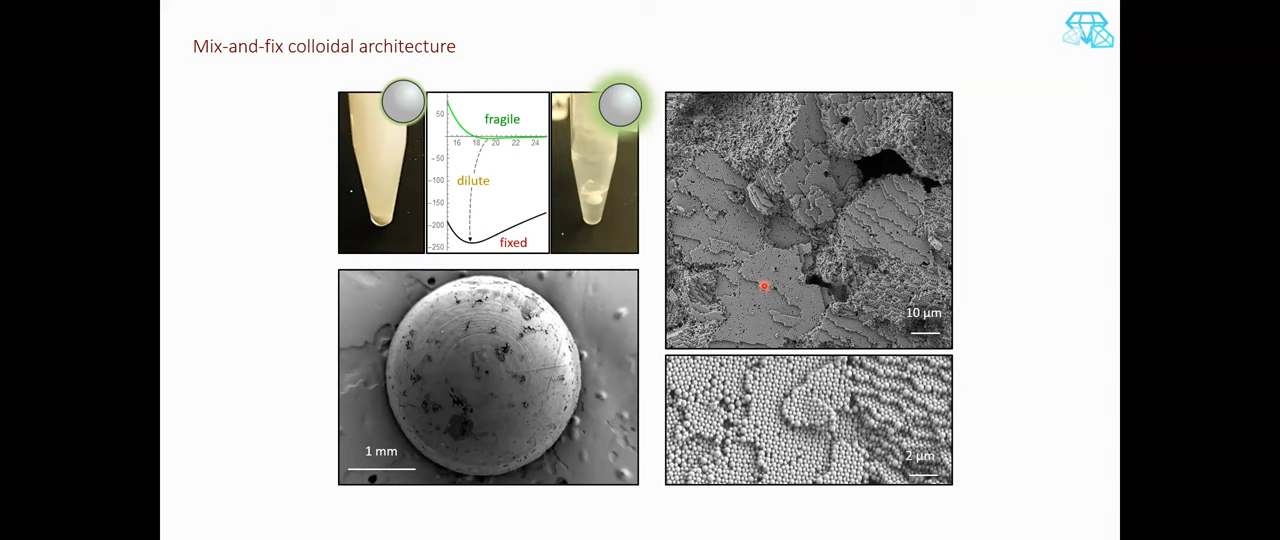 Mix-and-fix colloidal architecture
50
fragile
16 18 20 22 24
-50
-100
dilute
-150
-200
-250
fixed
10 μm
1 mm
2 μm